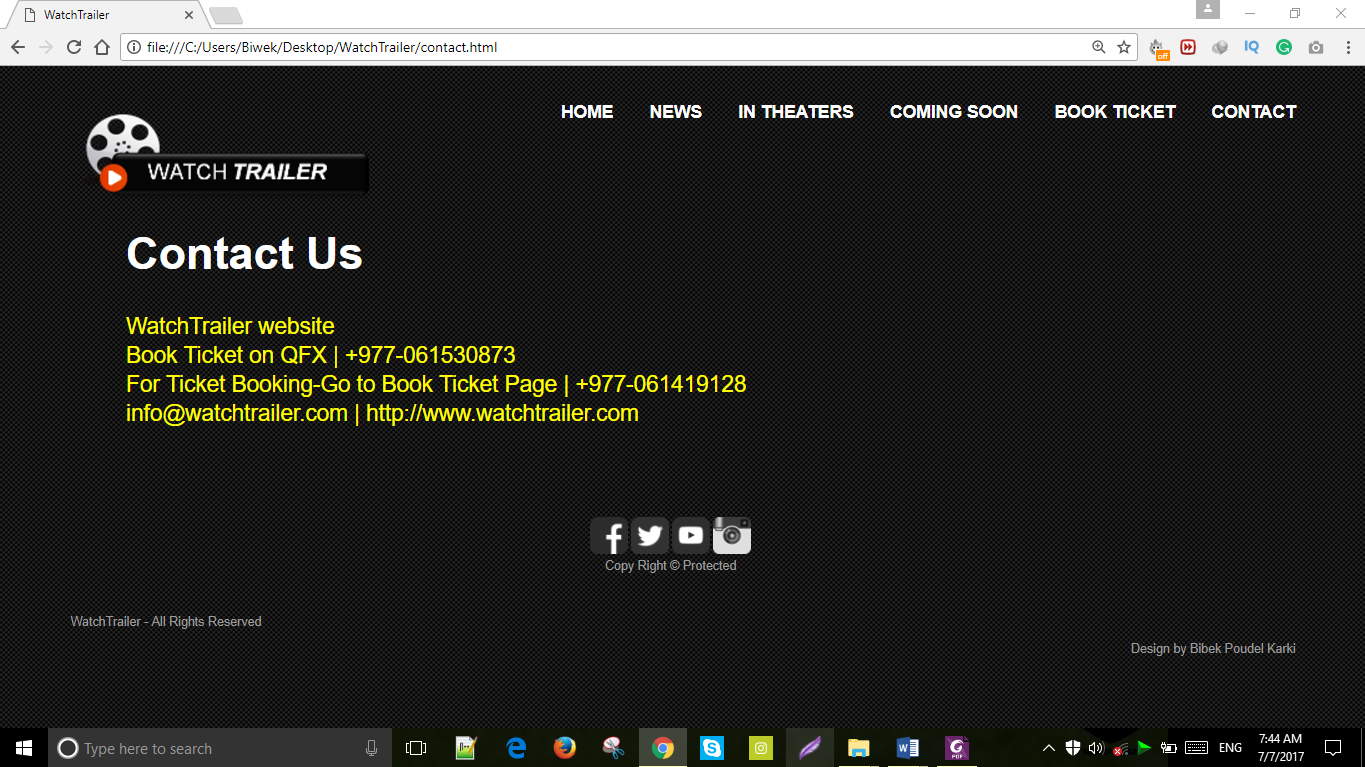 WatchTrailer
file:///C:/Users/Biwek/Desktop/WatchTrailer/contact.html
off
IQ
HOME NEWS IN THEATERS COMING SOON BOOK TICKET CONTACT
WATCH TRAILER
Contact Us
WatchTrailer website
Book Ticket on QFX | +977-061530873
For Ticket Booking-Go to Book Ticket Page | +977-061419128
info@watchtrailer.com | http://www.watchtrailer.com
Copy Right © Protected
WatchTrailer - All Rights Reserved
Design by Bibek Poudel Karki
Type here to search
PDF
ENG
7:44 AM
7/7/2017